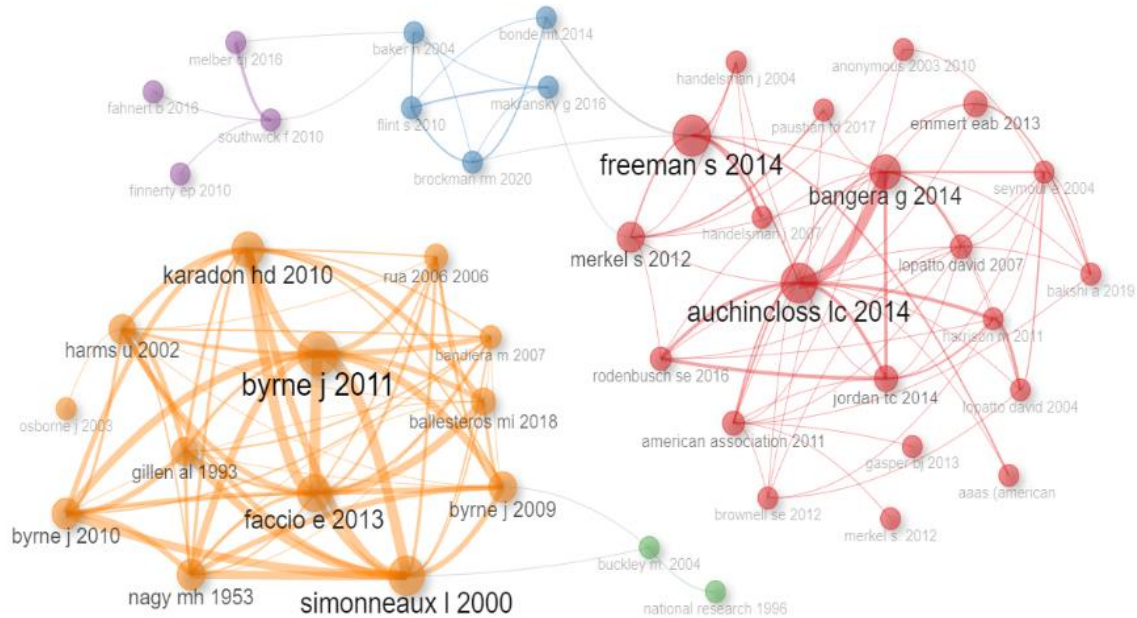 melber dj 2016
fahnert b 2016
southwick f 2010
finnerty ep 2010
baker n 2004
bonde mt 2014
makransky g 2016
flint s 2010
brockman rm 2020
handelsman j 2004
anonymous 2003 2010
paustian td 2017
emmert eab 2013
freeman s 2014
bangera g 2014
seymour e 2004
handelsman j 2007
merkel s 2012
lopatto david 2007
bakshi a 2019
auchincloss lc 2014
harrison m 2011
rodenbusch se 2016
jordan tc 2014
lopatto david 2004
american association 2011
gasper bj 2013
aaas (american
brownell se 2012
merkel s. 2012
karadon hd 2010
rua 2006 2006
harms u 2002
bandiera m 2007
byrne j 2011
osborne j 2003
ballesteros mi 2018
gillen al 1993
byrne j 2010
faccio e 2013
byrne j 2009
nagy mh 1953
simonneaux l 2000
buckley m. 2004
national research 1996